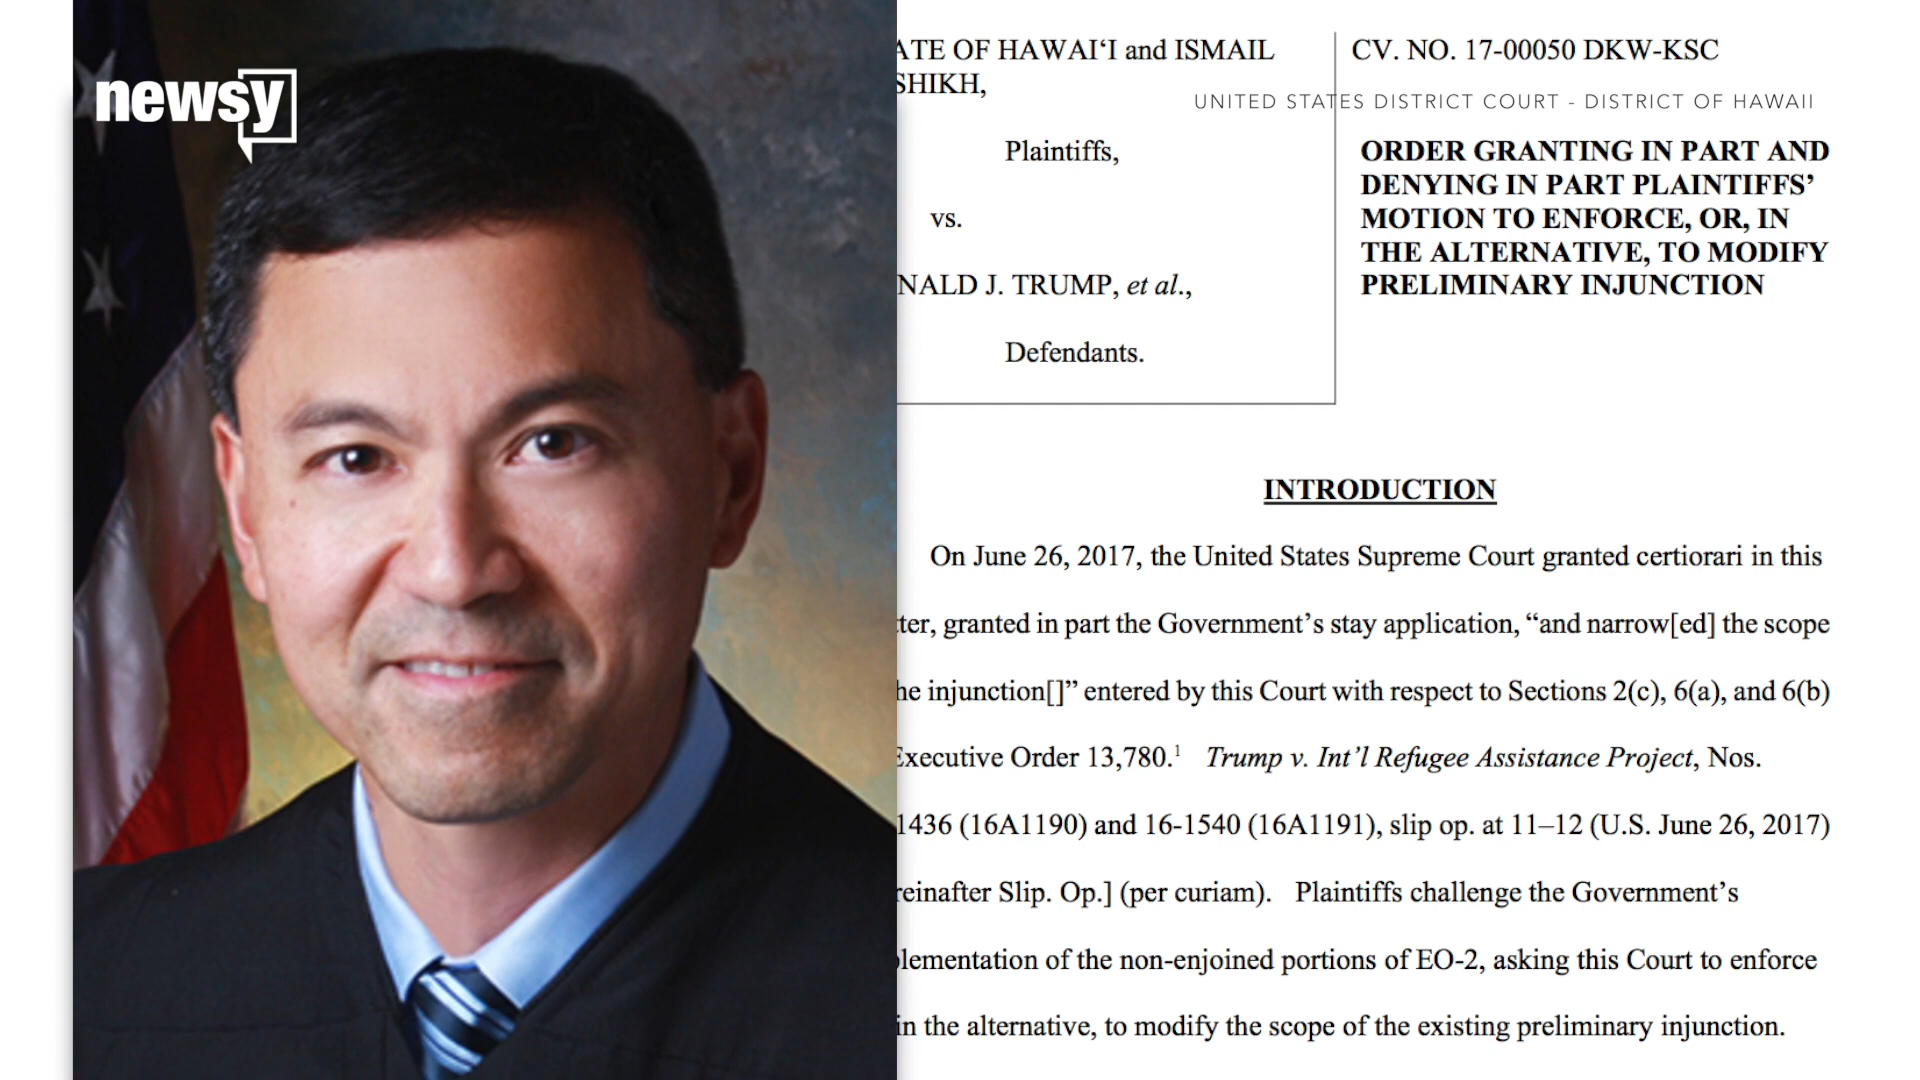 newsy
ATE OF HAWAI‘I and ISMAIL
SHIKH,
Plaintiffs,
vs.
NALD J. TRUMP, et al.,
Defendants.
CV. NO. 17-00050 DKW-KSC
UNITED STATES DISTRICT COURT - DISTRICT OF HAWAII
ORDER GRANTING IN PART AND
DENYING IN PART PLAINTIFFS’
MOTION TO ENFORCE, OR, IN
THE ALTERNATIVE, TO MODIFY
PRELIMINARY INJUNCTION
INTRODUCTION
On June 26, 2017, the United States Supreme Court granted certiorari in this
tter, granted in part the Government’s stay application, “and narrow[ed] the scope
he injunction[]” entered by this Court with respect to Sections 2(c), 6(a), and 6(b)
Executive Order 13,780.¹ Trump v. Int’l Refugee Assistance Project, Nos.
1436 (16A1190) and 16-1540 (16A1191), slip op. at 11–12 (U.S. June 26, 2017)
reinafter Slip. Op.] (per curiam). Plaintiffs challenge the Government’s
plementation of the non-enjoined portions of EO-2, asking this Court to enforce
in the alternative, to modify the scope of the existing preliminary injunction.